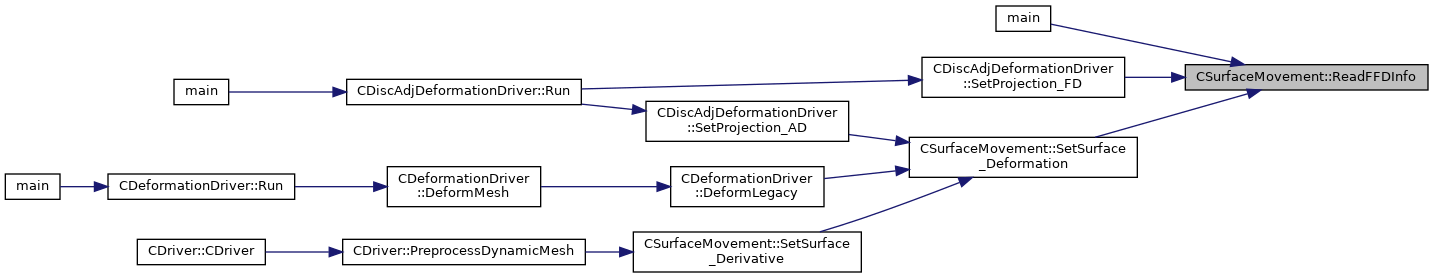 main
CSurfaceMovement::ReadFFDInfo
CDiscAdjDeformationDriver
::SetProjection_FD
main
CDiscAdjDeformationDriver::Run
CDiscAdjDeformationDriver
::SetProjection_AD
CSurfaceMovement::SetSurface
_Deformation
main
CDeformationDriver::Run
CDeformationDriver
::DeformMesh
CDeformationDriver
::DeformLegacy
CDriver::CDriver
CDriver::PreprocessDynamicMesh
CSurfaceMovement::SetSurface
_Derivative